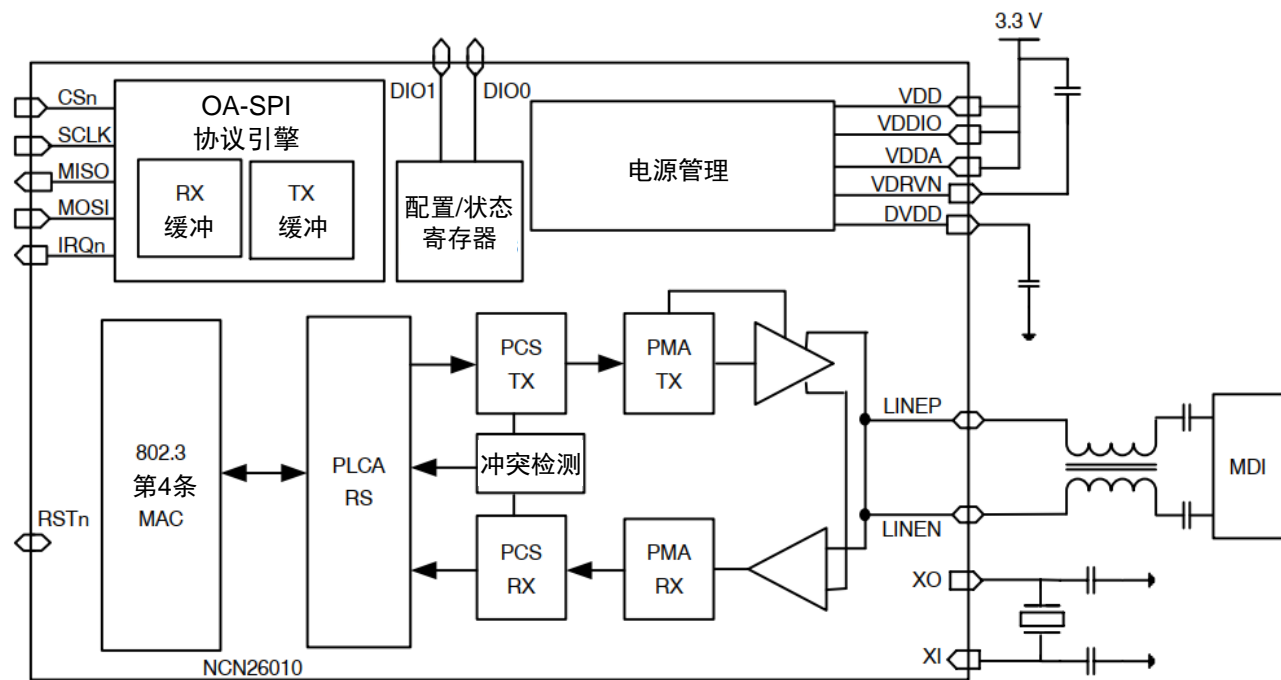 3.3 V
CSn
SCLK
MISO
MOSI
IRQn
OA-SPI
协议引擎
RX
缓冲
TX
缓冲
DIO1
DIO0
配置/状态
寄存器
电源管理
VDD
VDDIO
VDDA
VDRVN
DVDD
802.3
第4条
MAC
PLCA
RS
PCS
TX
PMA
TX
冲突检测
PCS
RX
PMA
RX
LINEP
LINEN
MDI
RSTn
XO
XI
NCN26010